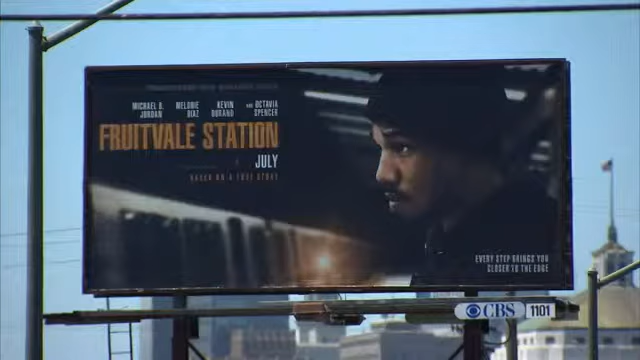 MICHAEL B. JORDAN
MELONIE DIAZ
KEVIN DURAND
AND OCTAVIA SPENCER
FRUITVALE STATION
JULY
BASED ON A TRUE STORY
EVERY STEP BRINGS YOU
CLOSER TO THE EDGE
CBS 1101